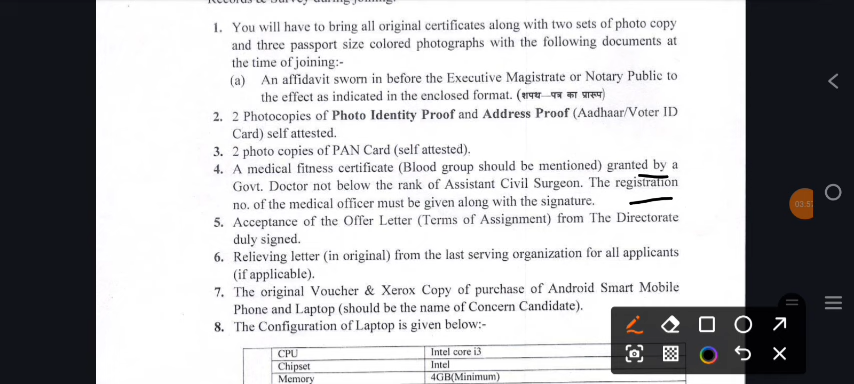 Records & Survey during joining.
1. You will have to bring all original certificates along with two sets of photo copy
and three passport size colored photographs with the following documents at
the time of joining:-
(a) An affidavit sworn in before the Executive Magistrate or Notary Public to
the effect as indicated in the enclosed format. (शपथ—पत्र का प्रारूप)
2. 2 Photocopies of Photo Identity Proof and Address Proof (Aadhaar/Voter ID
Card) self attested.
3. 2 photo copies of PAN Card (self attested).
4. A medical fitness certificate (Blood group should be mentioned) granted by a
Govt. Doctor not below the rank of Assistant Civil Surgeon. The registration
no. of the medical officer must be given along with the signature.
5. Acceptance of the Offer Letter (Terms of Assignment) from The Directorate
duly signed.
6. Relieving letter (in original) from the last serving organization for all applicants
(if applicable).
7. The original Voucher & Xerox Copy of purchase of Android Smart Mobile
Phone and Laptop (should be the name of Concern Candidate).
8. The Configuration of Laptop is given below:-
CPU Intel core i3
Chipset Intel
Memory 4GB(Minimum)